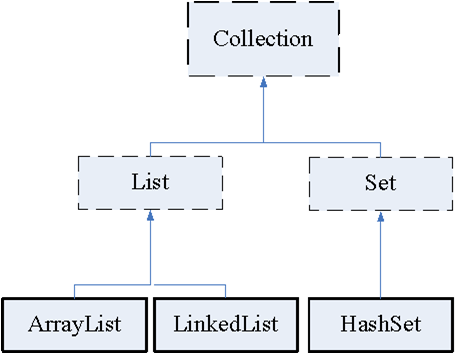 Collection
List
Set
ArrayList
LinkedList
HashSet